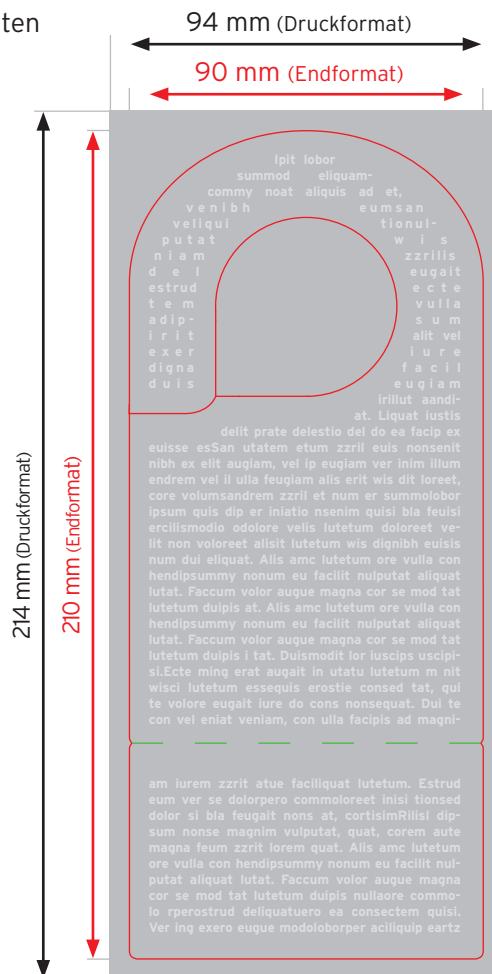 ten
94 mm (Druckformat)
90 mm (Endformat)
214 mm (Druckformat)
210 mm (Endformat)
Ipit lobor
summod eliquam-
commy noat aliquis ad et,
venibh eumsan
veliqui tionul-
putat wis
niam zzrilis
del eugait
estrud ecte
tem vulla
adip- sum
irit alit vel
exer iure
digna facil
duis eugiam
irillut aandi-
at. Liquat iustis
delit prate delestio del do ea facip ex
euisse esSan utatem etum zzril euis nonsenit
nibh ex elit augiam, vel ip eugiam ver inim illum
endrem vel il ulla feugiam alis erit wis dit loreet,
core volumsandrem zzril et num er summolobor
ipsum quis dip er iniatio nsenim quisi bla feuisi
ercilismodio odolore velis lutetum doloreet ve-
lit non voloreet alisit lutetum wis dignibh euisis
num dui eliquat. Alis amc lutetum ore vulla con
hendipsummy nonum eu facilit nulputat aliquat
lutat. Faccum volor augue magna cor se mod tat
lutetum duipis at. Alis amc lutetum ore vulla con
hendipsummy nonum eu facilit nulputat aliquat
lutat. Faccum volor augue magna cor se mod tat
lutetum duipis i tat. Duismodit lor iuscips uscipi-
si.Ecte ming erat augait in utatu lutetum m nit
wisci lutetum essequis erostie consed tat, qui
te volore eugait iure do cons nonsequat. Dui te
con vel eniat veniam, con ulla facipis ad magni-
am iurem zzrit atue faciliquat lutetum. Estrud
eum ver se dolorpero commoloreet inisi tionsed
dolor si bla feugait nons at, cortisimRilisl dip-
sum nonse magnim vulputat, quat, corem aute
magna feum zzrit lorem quat. Alis amc lutetum
ore vulla con hendipsummy nonum eu facilit nul-
putat aliquat lutat. Faccum volor augue magna
cor se mod tat lutetum duipis nullaore commo-
lo rperostrud deliquatuero ea consectem quisi.
Ver ing exero eugue modoloborper aciliquip eartz